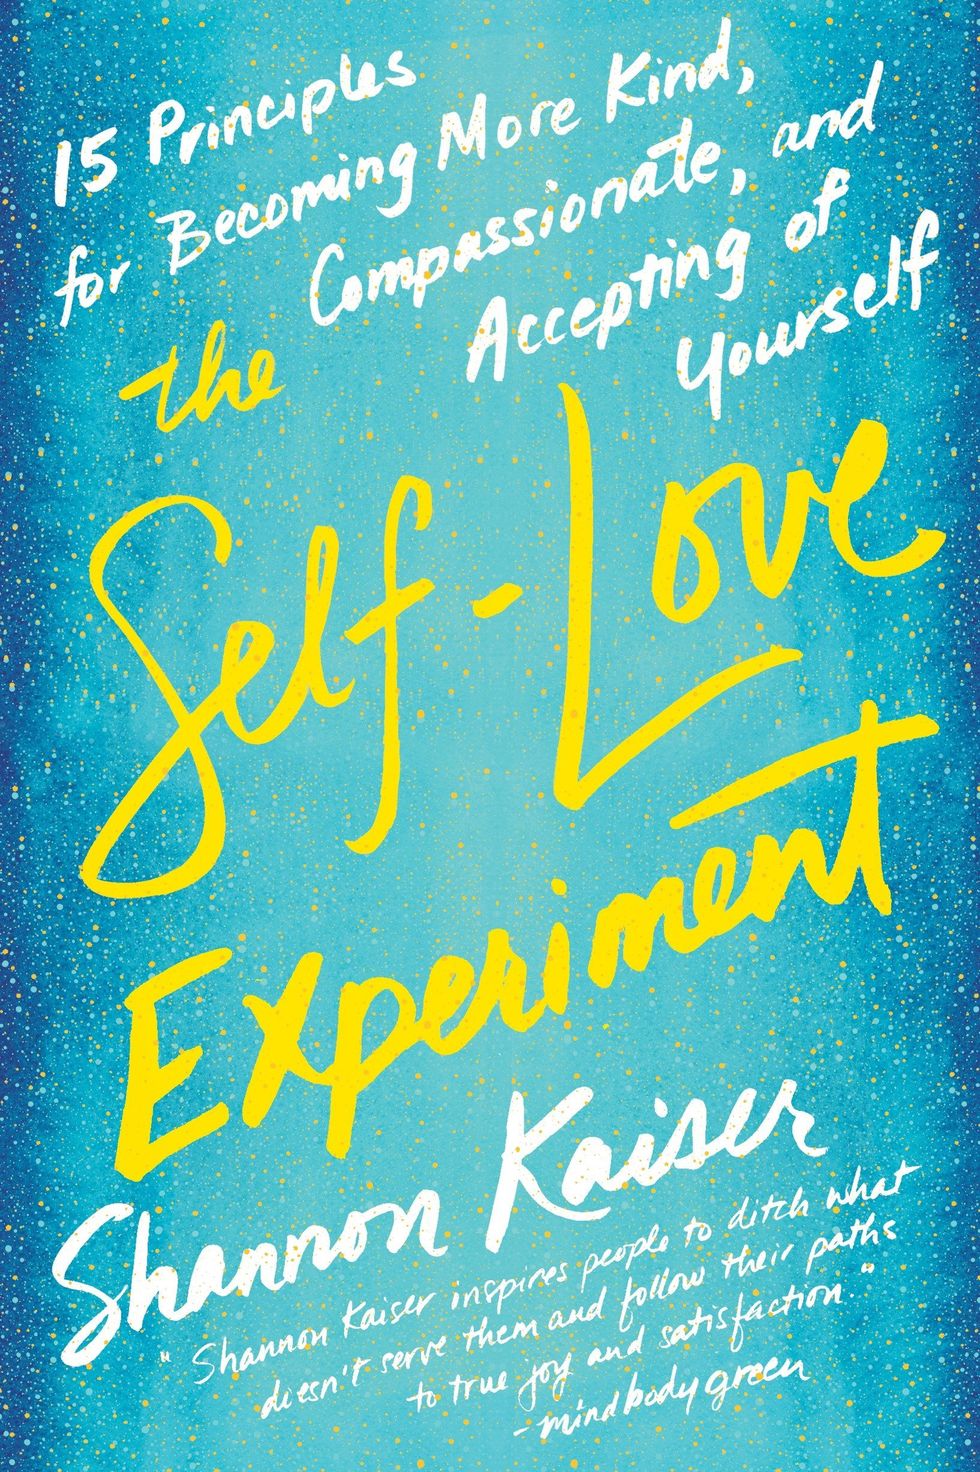 15 Principles
for Becoming More Kind,
Compassionate, and
Accepting of
Yourself
the
Self-Love
Experiment
Shannon Kaiser
"Shannon Kaiser inspires people to ditch what
doesn't serve them and follow their paths
to true joy and satisfaction."
-mindbodygreen